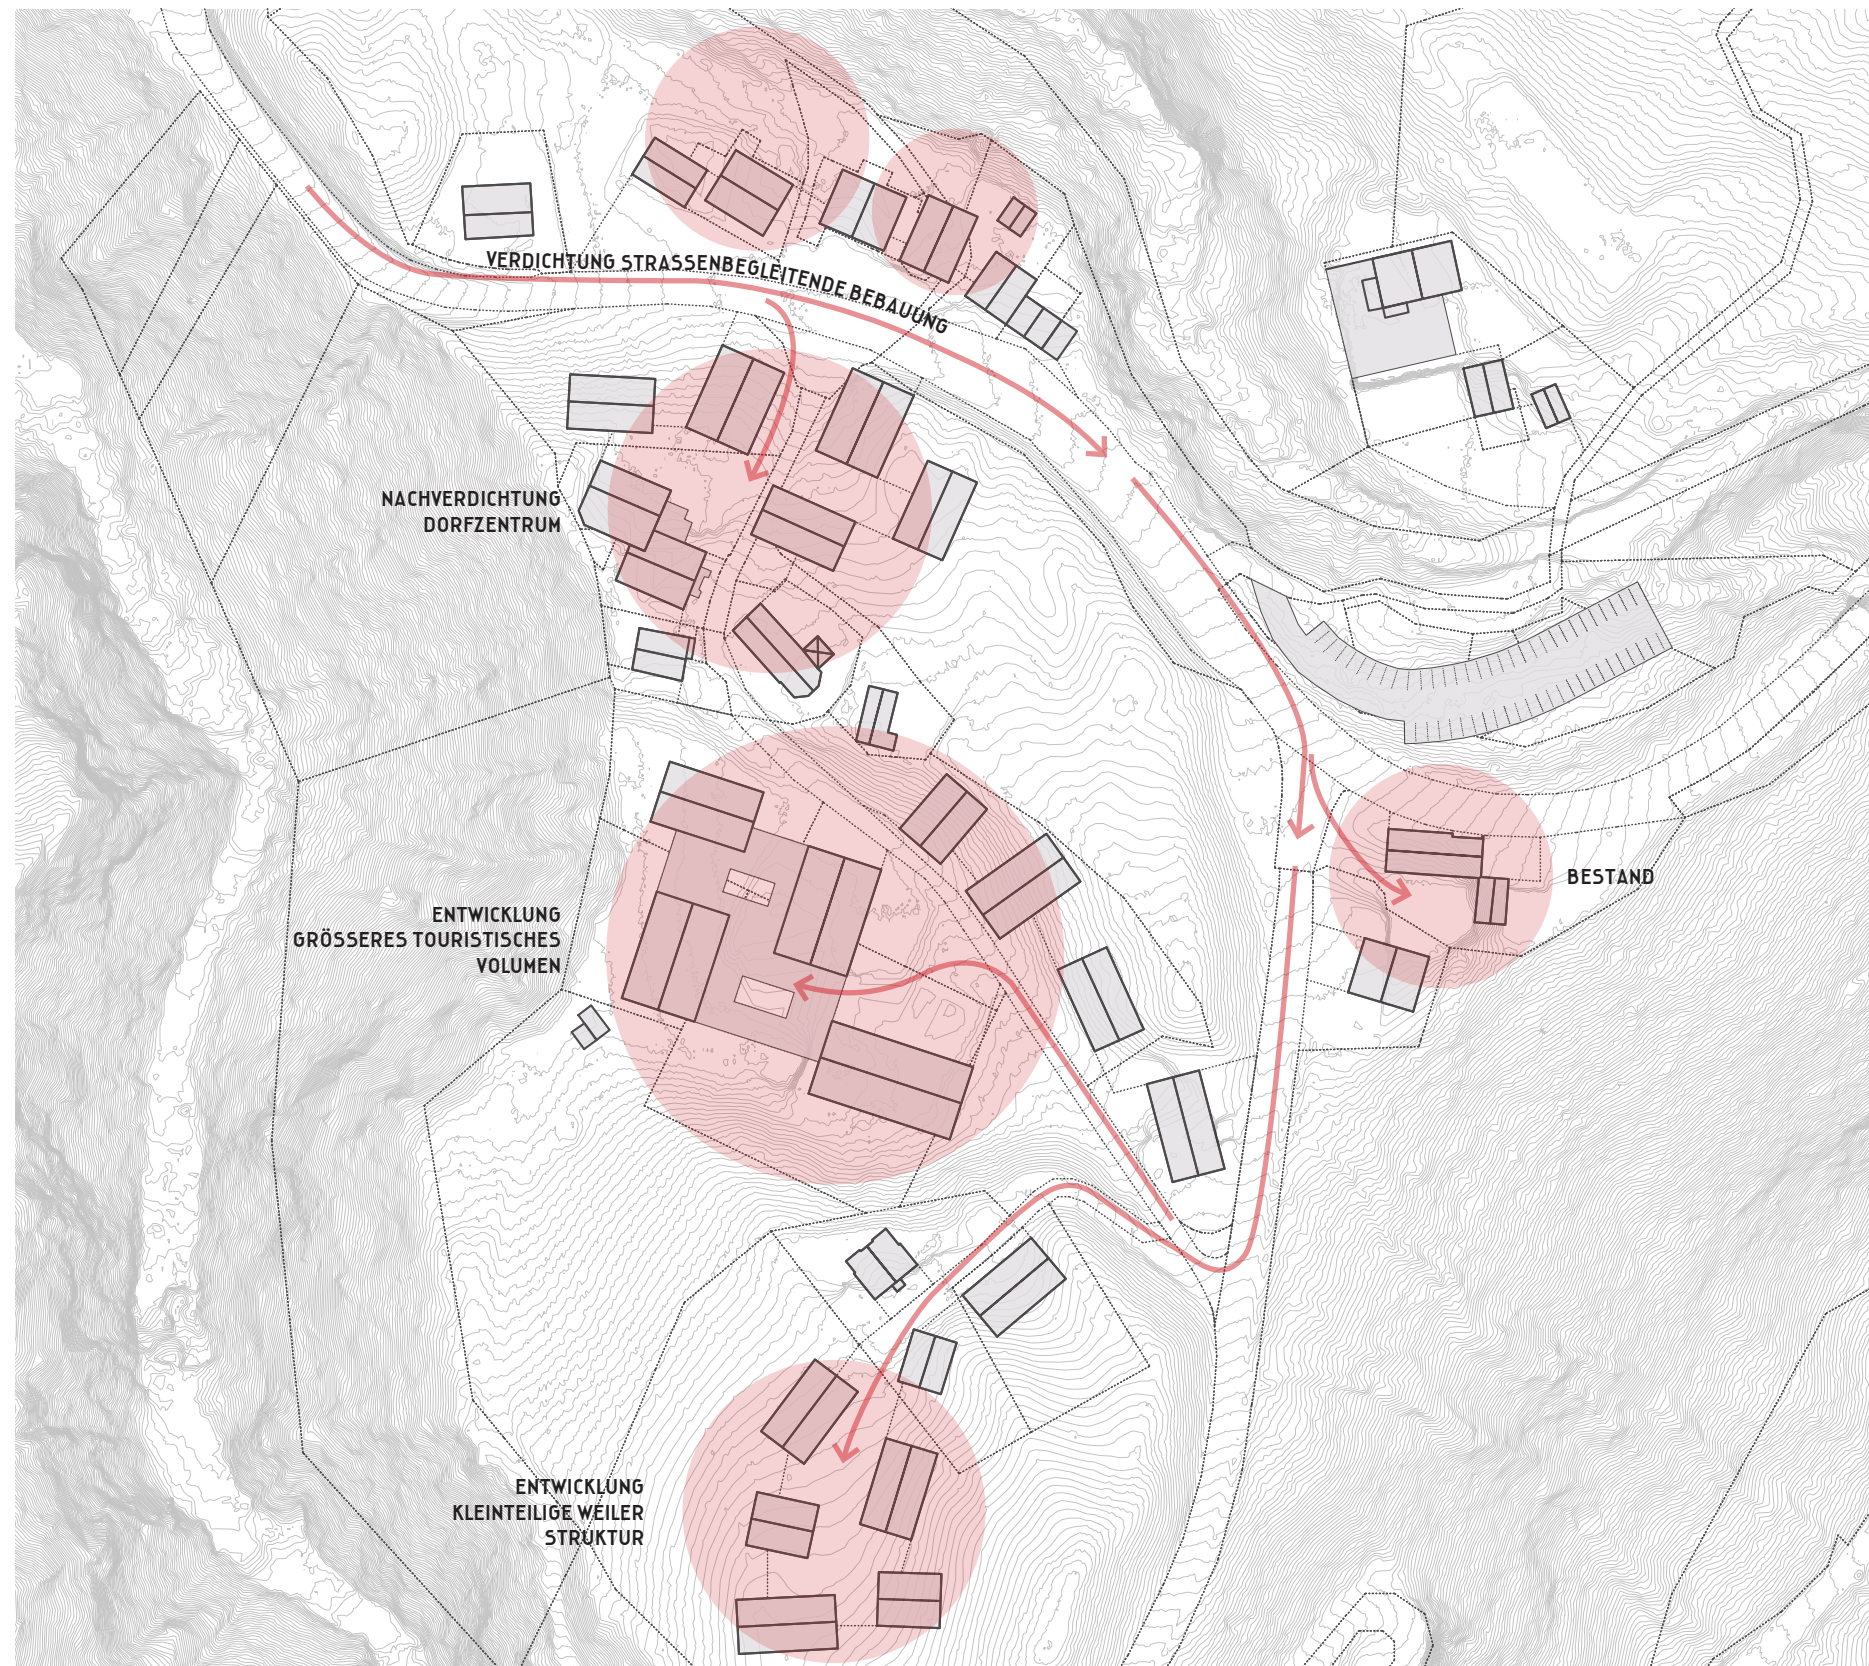 VERDICHTUNG STRASSENBEGLEITENDE BEBAUUNG
NACHVERDICHTUNG
DORFZENTRUM
BESTAND
ENTWICKLUNG
GRÖSSERES TOURISTISCHES
VOLUMEN
ENTWICKLUNG
KLEINTEILIGE WEILER
STRUKTUR